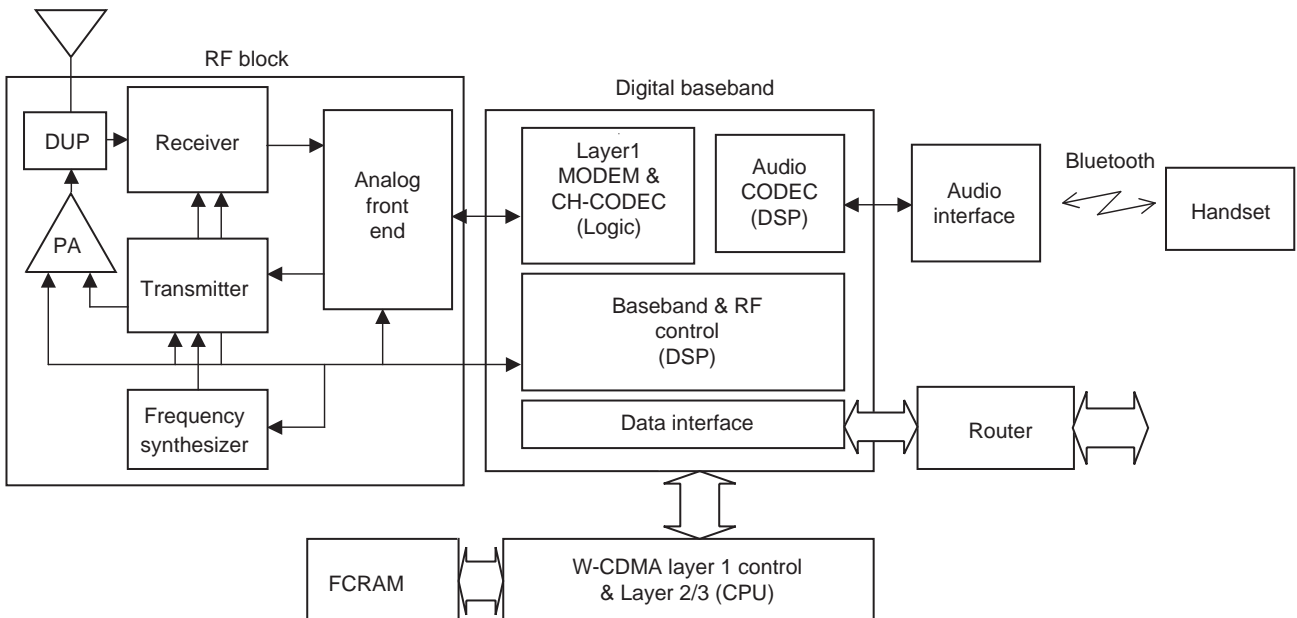 RF block
Digital baseband
DUP
Receiver
Analog
front
end
PA
Transmitter
Frequency
synthesizer
Layer1
MODEM &
CH-CODEC
(Logic)
Audio
CODEC
(DSP)
Audio
interface
Bluetooth
Handset
Baseband & RF
control
(DSP)
Data interface
Router
FCRAM
W-CDMA layer 1 control
& Layer 2/3 (CPU)